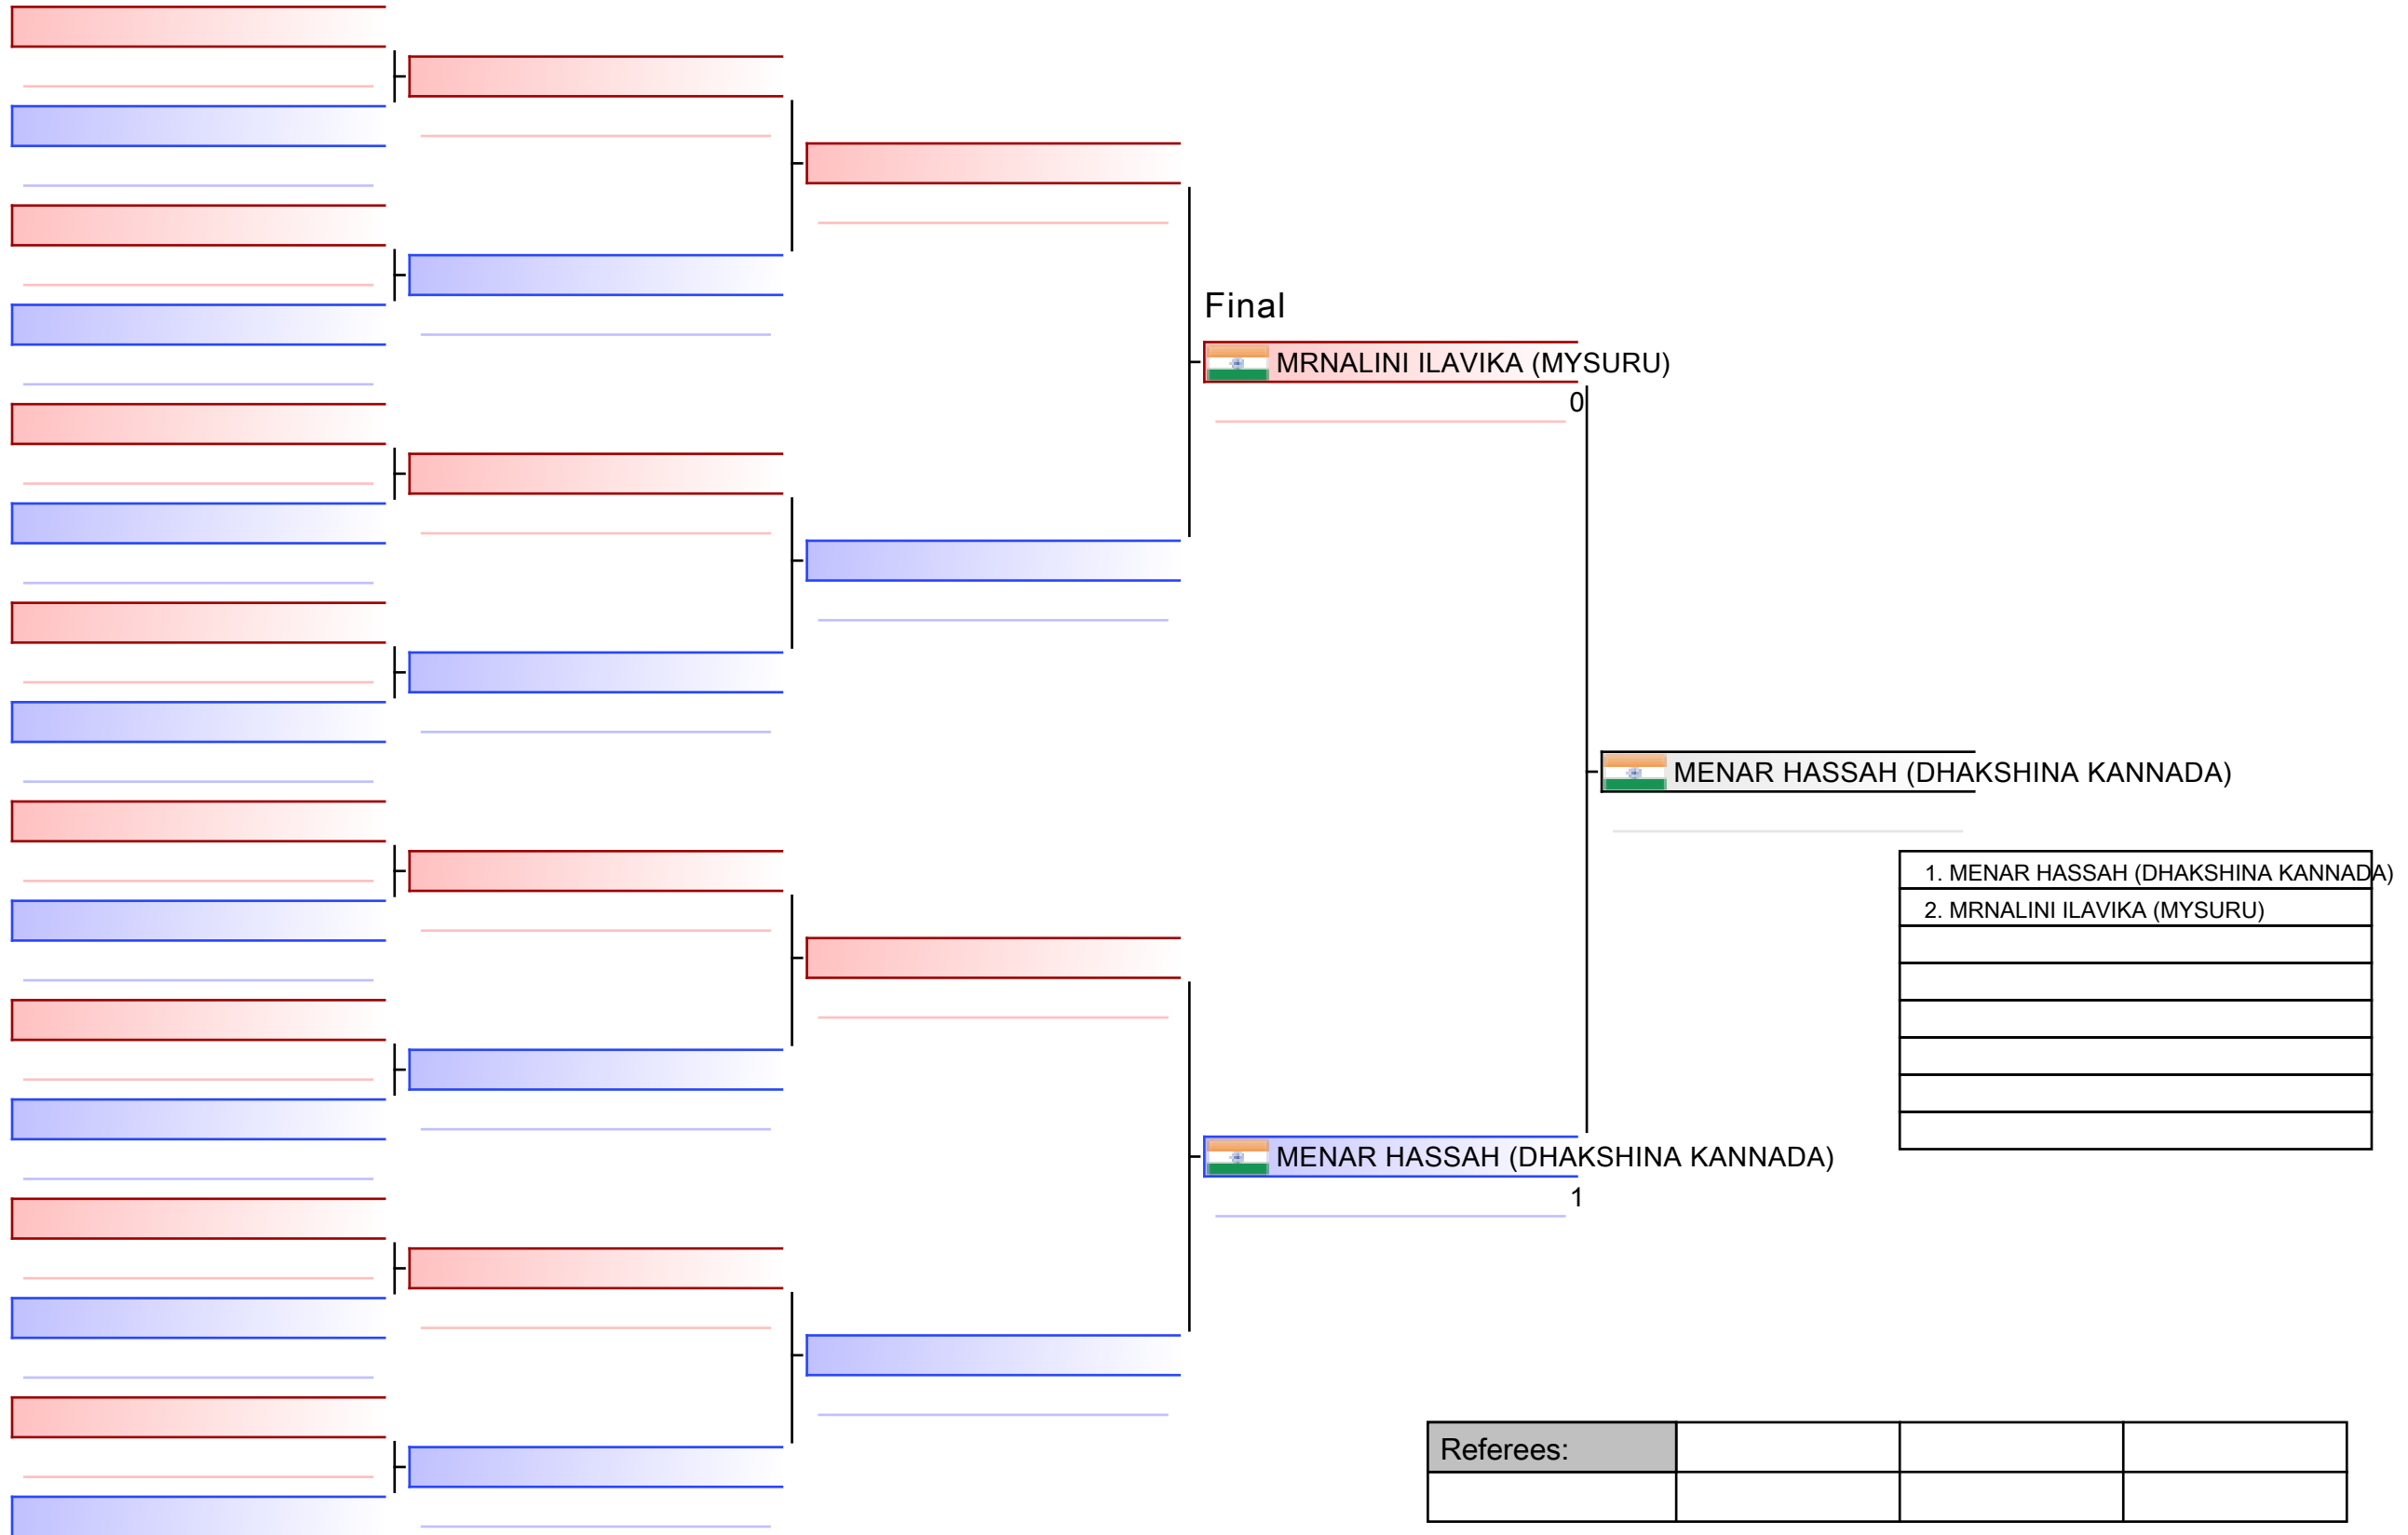 Final
MRNALINI ILAVIKA (MYSURU)
0
MENAR HASSAH (DHAKSHINA KANNADA)
1. MENAR HASSAH (DHAKSHINA KANNADA)
2. MRNALINI ILAVIKA (MYSURU)
MENAR HASSAH (DHAKSHINA KANNADA)
1
Referees: